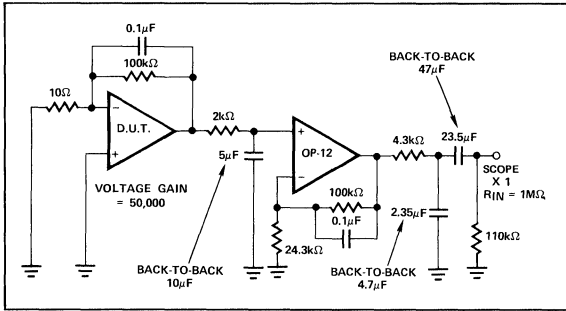 0.1µF
100kΩ
10Ω
−
D.U.T.
+
VOLTAGE GAIN
= 50,000
2kΩ
5µF
BACK-TO-BACK
10µF
+
OP-12
−
100kΩ
0.1µF
24.3kΩ
4.3kΩ
2.35µF
BACK-TO-BACK
4.7µF
BACK-TO-BACK
47µF
23.5µF
SCOPE
X 1
RIN = 1MΩ
110kΩ